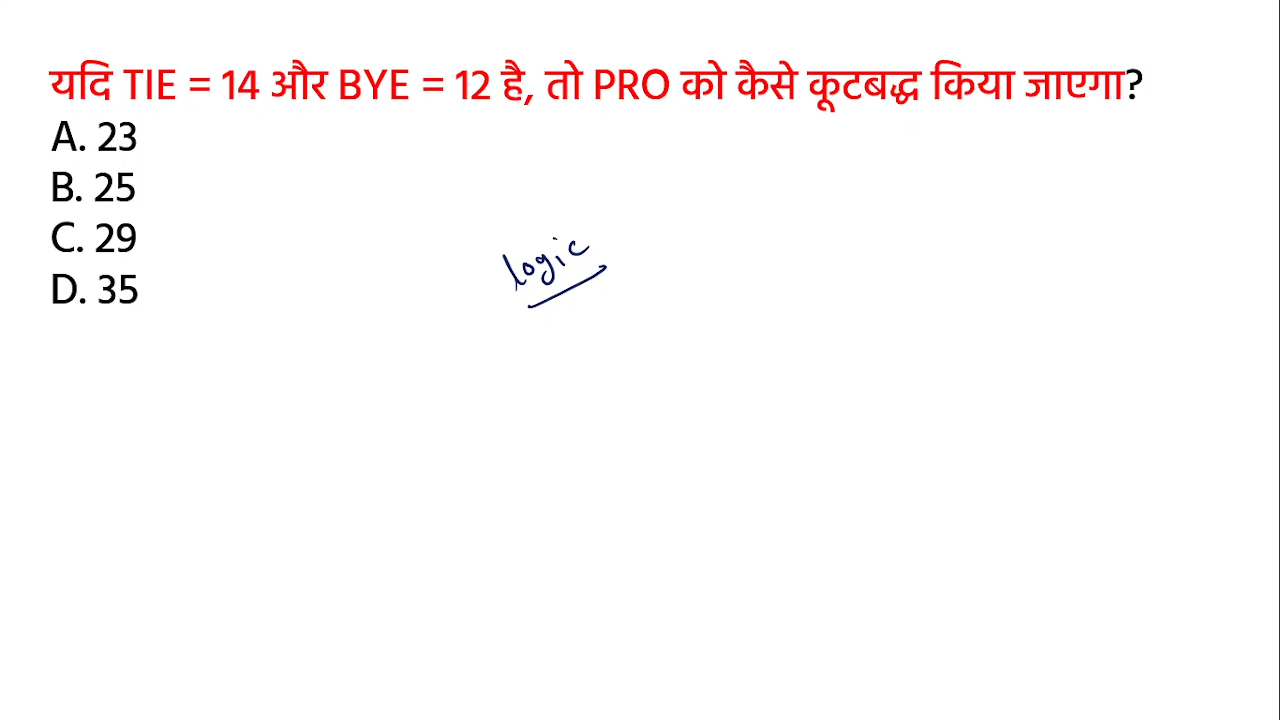 यदि TIE = 14 और BYE = 12 है, तो PRO को कैसे कूटबद्ध किया जाएगा?
A. 23
B. 25
C. 29
D. 35
logic